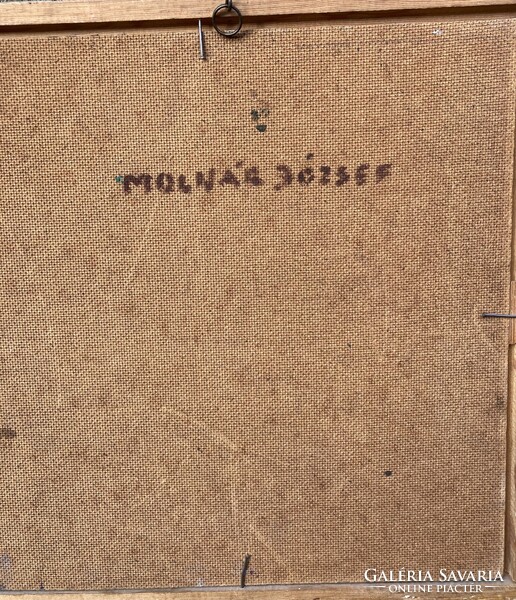 MOLNÁR JÓZSEF
GALÉRIA SAVARIA
ONLINE PIACTÉR